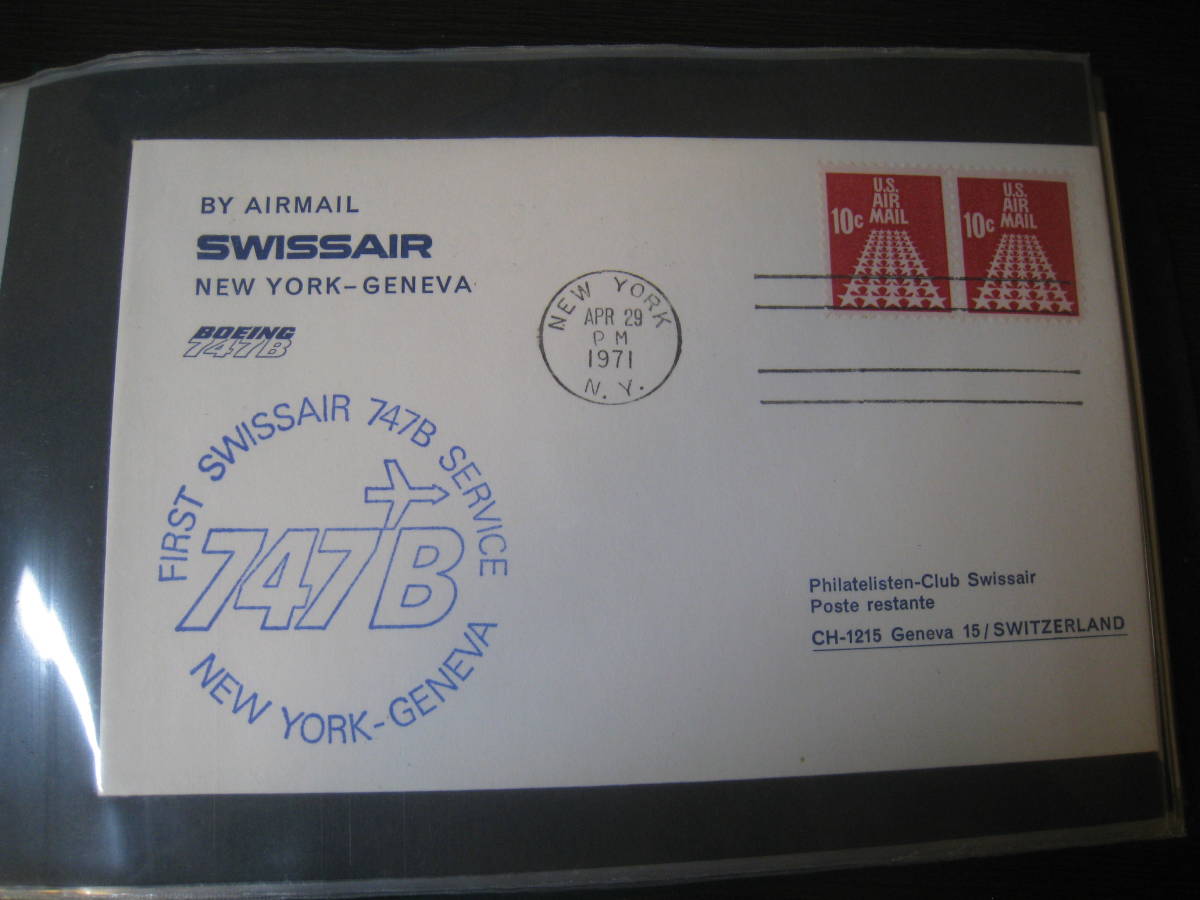 BY AIRMAIL
SWISSAIR
NEW YORK-GENEVA
BOEING
747B
U.S.
AIR
MAIL
10c
U.S.
AIR
MAIL
10c
NEW YORK
APR 29
PM
1971
N. Y.
FIRST SWISSAIR 747B SERVICE
747B
NEW YORK-GENEVA
Philatelisten-Club Swissair
Poste restante
CH-1215 Geneva 15/SWITZERLAND